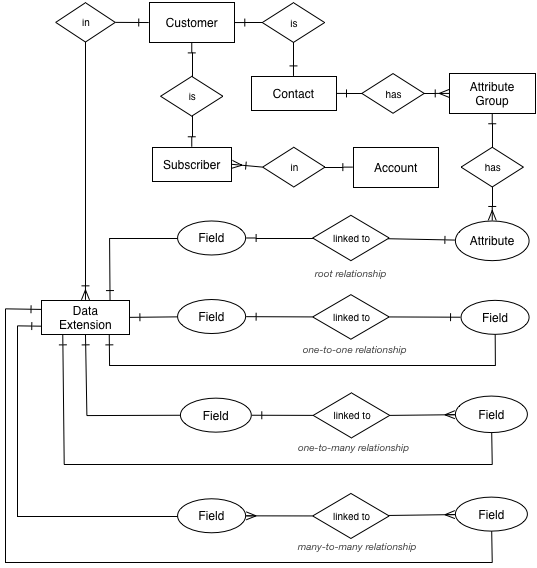 in
Customer
is
is
Contact
has
Attribute
Group
Subscriber
in
Account
has
Field
linked to
Attribute
root relationship
Data
Extension
Field
linked to
Field
one-to-one relationship
Field
linked to
Field
one-to-many relationship
Field
linked to
Field
many-to-many relationship